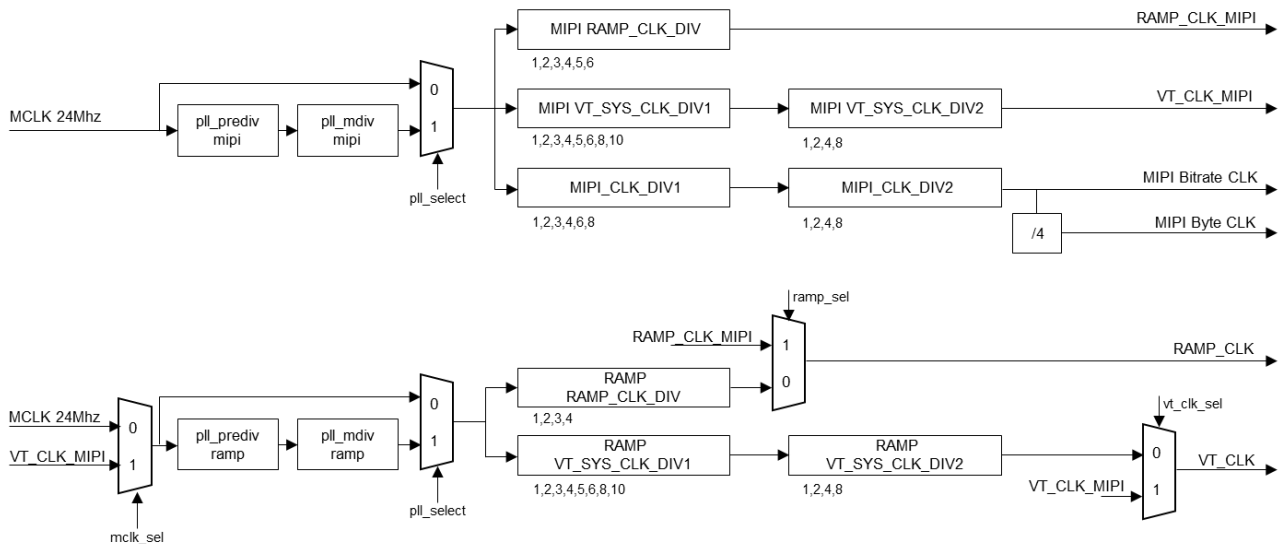 MIPI RAMP_CLK_DIV
RAMP_CLK_MIPI
1,2,3,4,5,6
MCLK 24Mhz
pll_prediv
mipi
pll_mdiv
mipi
0
1
pll_select
MIPI VT_SYS_CLK_DIV1
1,2,3,4,5,6,8,10
MIPI VT_SYS_CLK_DIV2
1,2,4,8
VT_CLK_MIPI
MIPI_CLK_DIV1
1,2,3,4,6,8
MIPI_CLK_DIV2
1,2,4,8
MIPI Bitrate CLK
/4
MIPI Byte CLK
ramp_sel
RAMP_CLK_MIPI
1
0
RAMP_CLK
MCLK 24Mhz
VT_CLK_MIPI
0
1
mclk_sel
pll_prediv
ramp
pll_mdiv
ramp
0
1
pll_select
RAMP
RAMP_CLK_DIV
1,2,3,4
RAMP
VT_SYS_CLK_DIV1
1,2,3,4,5,6,8,10
RAMP
VT_SYS_CLK_DIV2
1,2,4,8
vt_clk_sel
0
1
VT_CLK_MIPI
VT_CLK